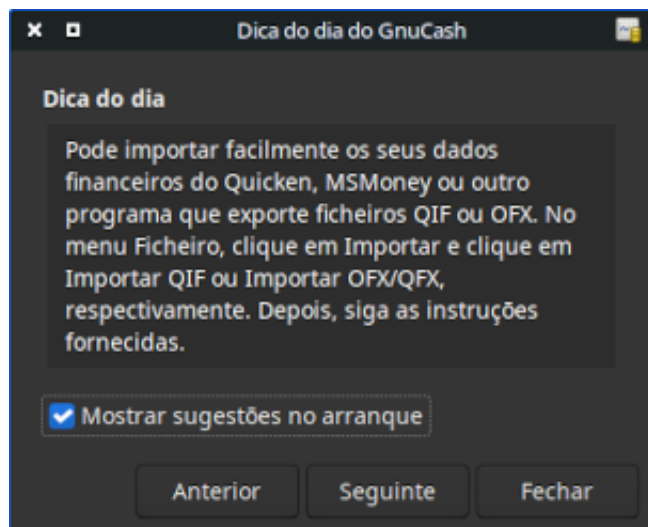 Dica do dia do GnuCash
Dica do dia
Pode importar facilmente os seus dados
financeiros do Quicken, MSMoney ou outro
programa que exporte ficheiros QIF ou OFX. No
menu Ficheiro, clique em Importar e clique em
Importar QIF ou Importar OFX/QFX,
respectivamente. Depois, siga as instruções
fornecidas.
Mostrar sugestões no arranque
Anterior Seguinte Fechar